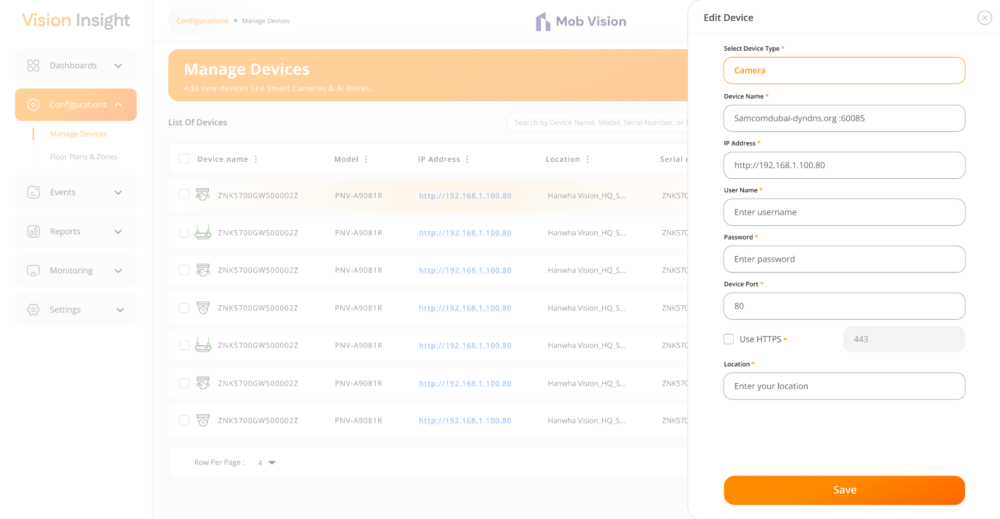 Vision Insight
Dashboards
Configurations
Manage Devices
Floor Plans & Zones
Events
Reports
Monitoring
Settings
Configurations • Manage Devices
Mob Vision
Manage Devices
Add new devices like Smart Cameras & AI Boxes..
List Of Devices
Search by Device Name, Model, Serial Number, or
Device name Model IP Address Location Serial
ZNK5700GW500002Z PNV-A9081R http://192.168.1.100.80 Hanwha Vision_HQ_S... ZNK570
ZNK5700GW500002Z PNV-A9081R http://192.168.1.100.80 Hanwha Vision_HQ_S... ZNK570
ZNK5700GW500002Z PNV-A9081R http://192.168.1.100.80 Hanwha Vision_HQ_S... ZNK570
ZNK5700GW500002Z PNV-A9081R http://192.168.1.100.80 Hanwha Vision_HQ_S... ZNK570
ZNK5700GW500002Z PNV-A9081R http://192.168.1.100.80 Hanwha Vision_HQ_S... ZNK570
ZNK5700GW500002Z PNV-A9081R http://192.168.1.100.80 Hanwha Vision_HQ_S... ZNK570
ZNK5700GW500002Z PNV-A9081R http://192.168.1.100.80 Hanwha Vision_HQ_S... ZNK570
Row Per Page : 4
Edit Device
Select Device Type *
Camera
Device Name *
Samcomdubai-dyndns.org :60085
IP Address *
http://192.168.1.100.80
User Name *
Enter username
Password *
Enter password
Device Port *
80
Use HTTPS * 443
Location *
Enter your location
Save